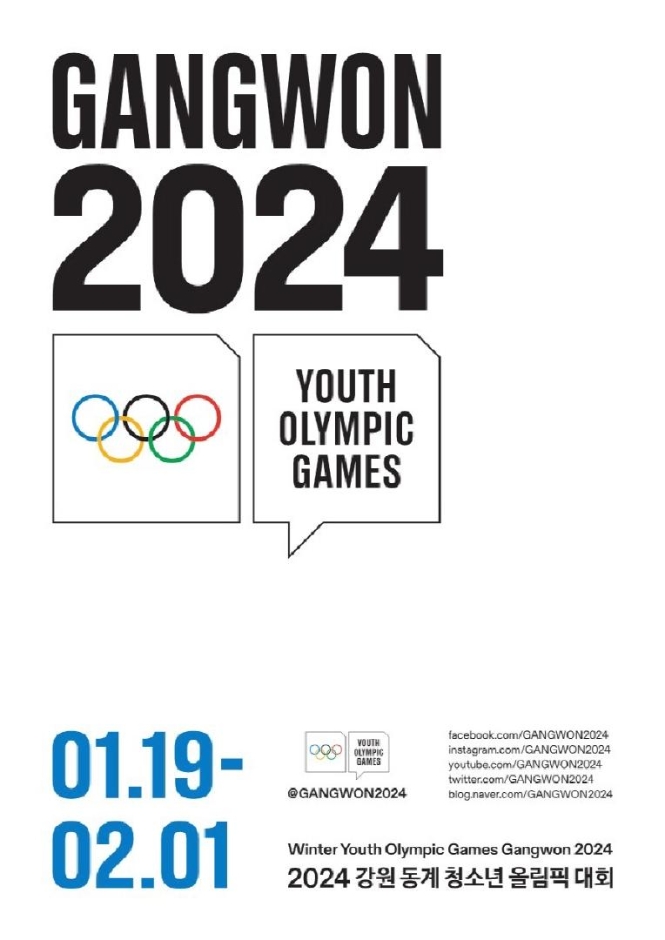 GANGWON
2024
YOUTH
OLYMPIC
GAMES
01.19-
02.01
YOUTH
OLYMPIC
GAMES
@GANGWON2024
facebook.com/GANGWON2024
instagram.com/GANGWON2024
youtube.com/GANGWON2024
twitter.com/GANGWON2024
blog.naver.com/GANGWON2024
Winter Youth Olympic Games Gangwon 2024
2024 강원 동계 청소년 올림픽 대회